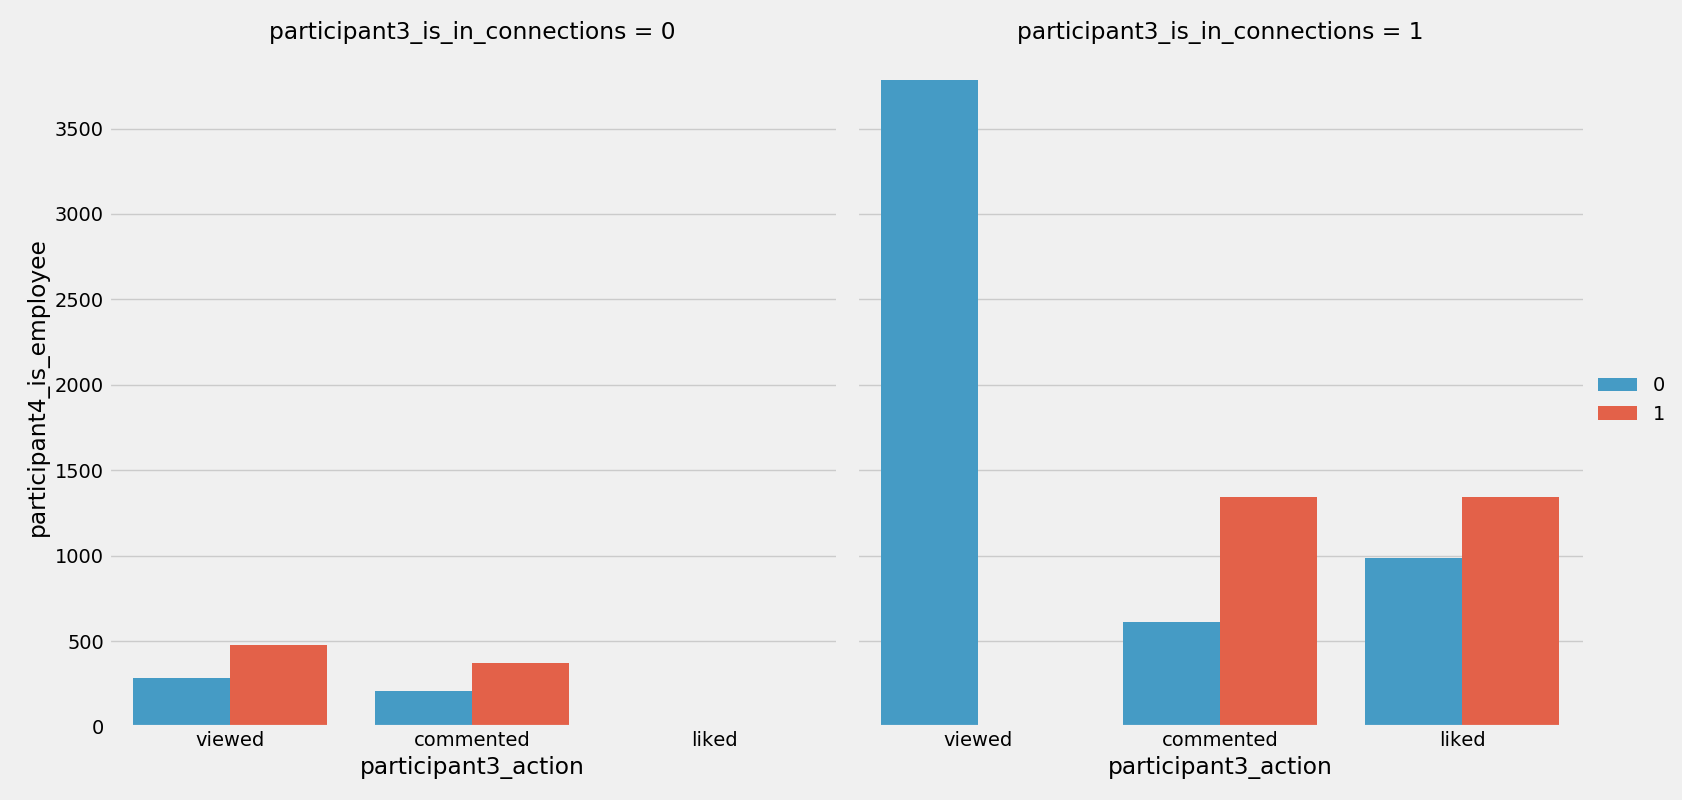 participant3_is_in_connections = 0
participant3_is_in_connections = 1
participant4_is_employee
3500
3000
2500
2000
1500
1000
500
0
viewed
commented
liked
participant3_action
viewed
commented
liked
participant3_action
0
1